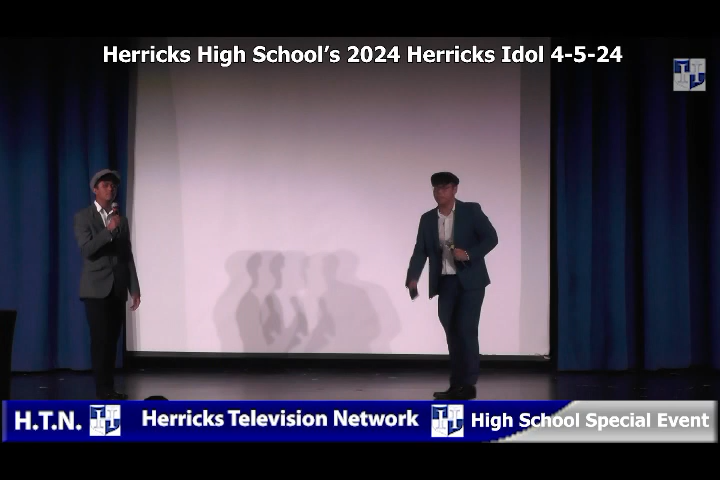 Herricks High School's 2024 Herricks Idol 4-5-24
H.T.N. Herricks Television Network High School Special Event